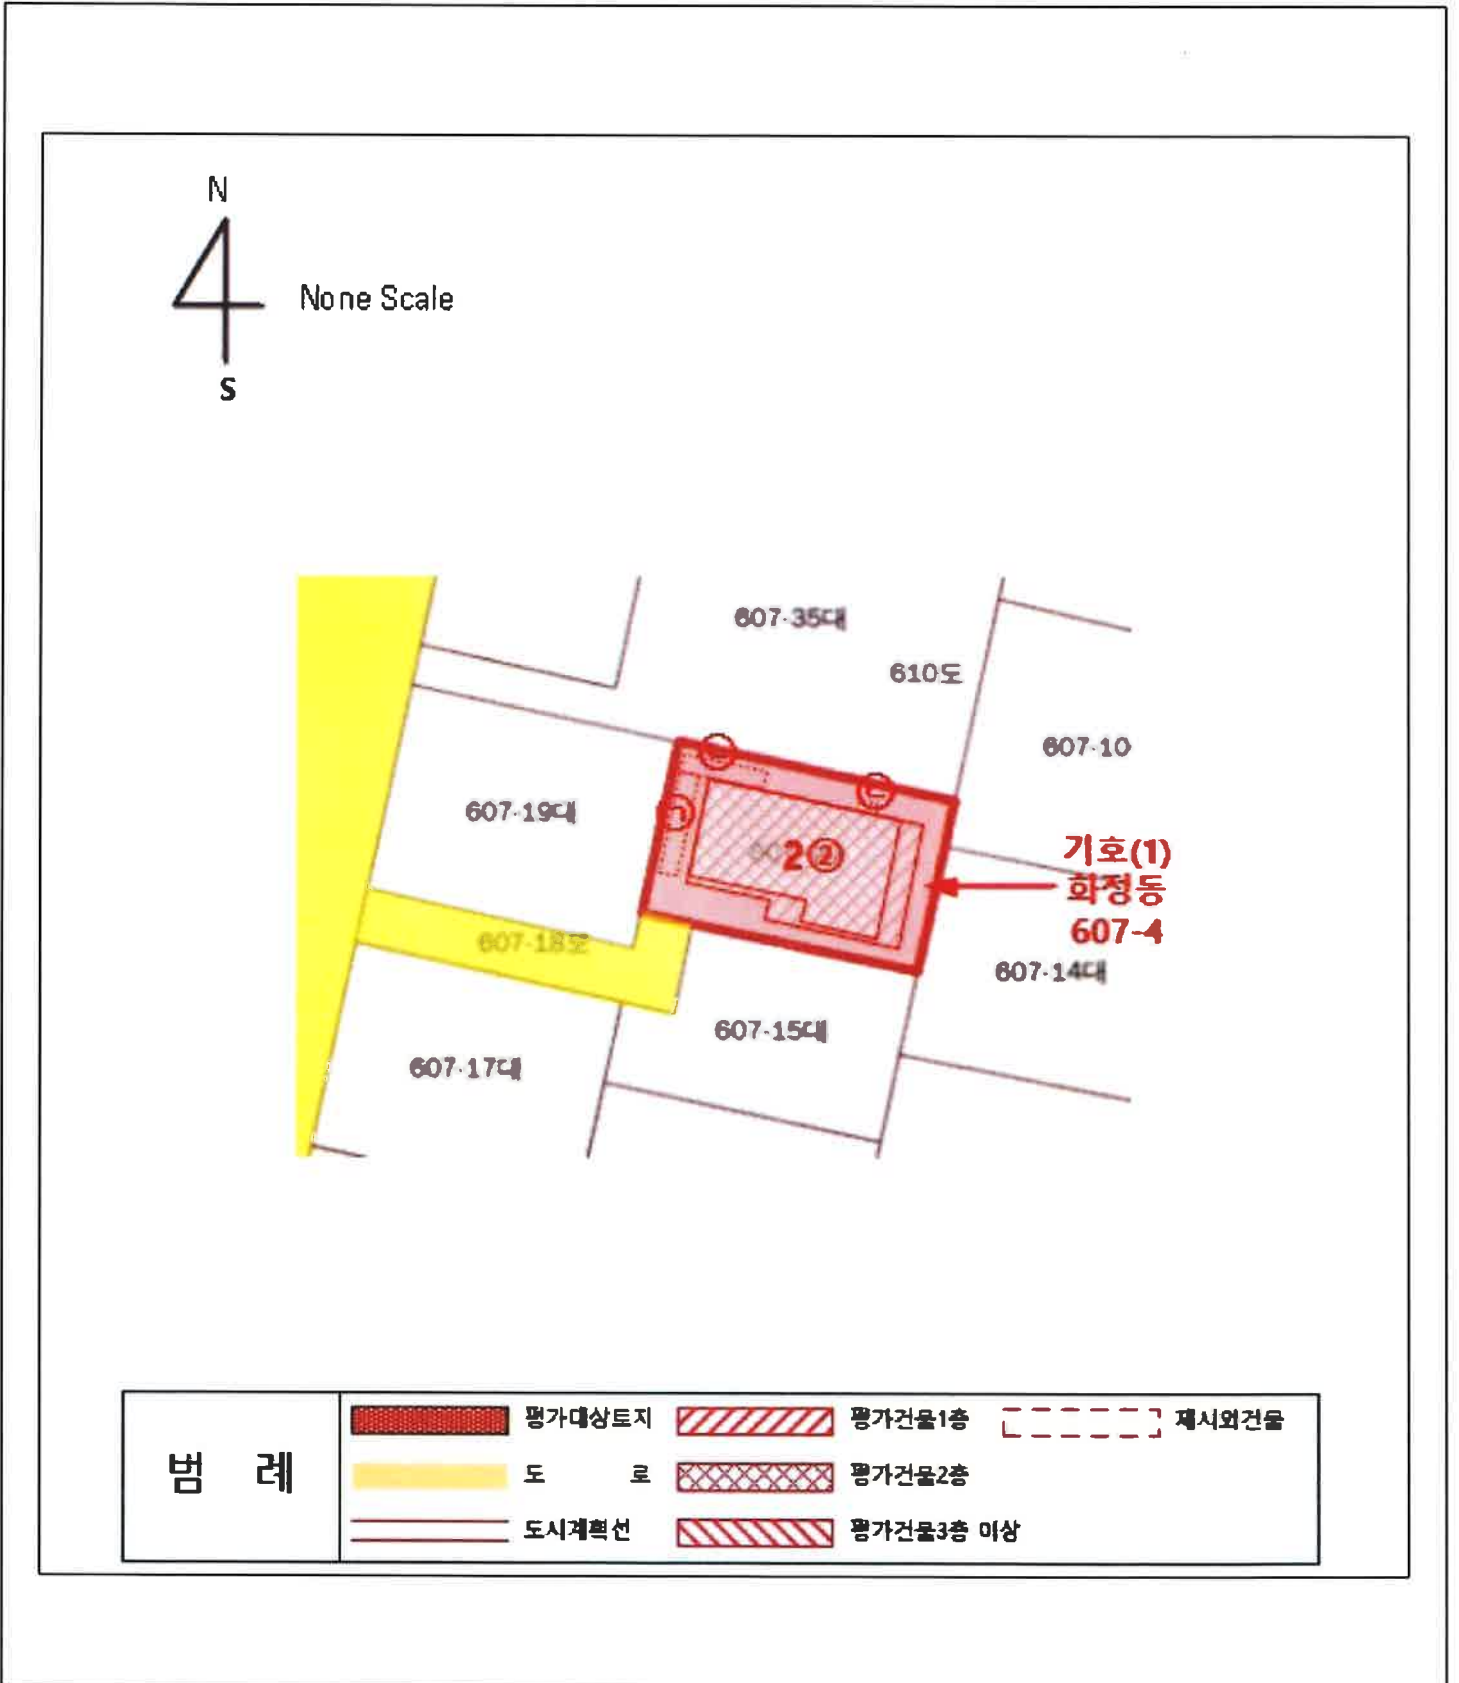 N
None Scale
S
607-35대
610도
607-10
607-19대
2②
기호(1)
화정동
607-4
607-18도
607-14대
607-15대
607-17대
범 례
평가대상토지
평가건물1층
제시외건물
도 로
평가건물2층
도시계획선
평가건물3층 이상